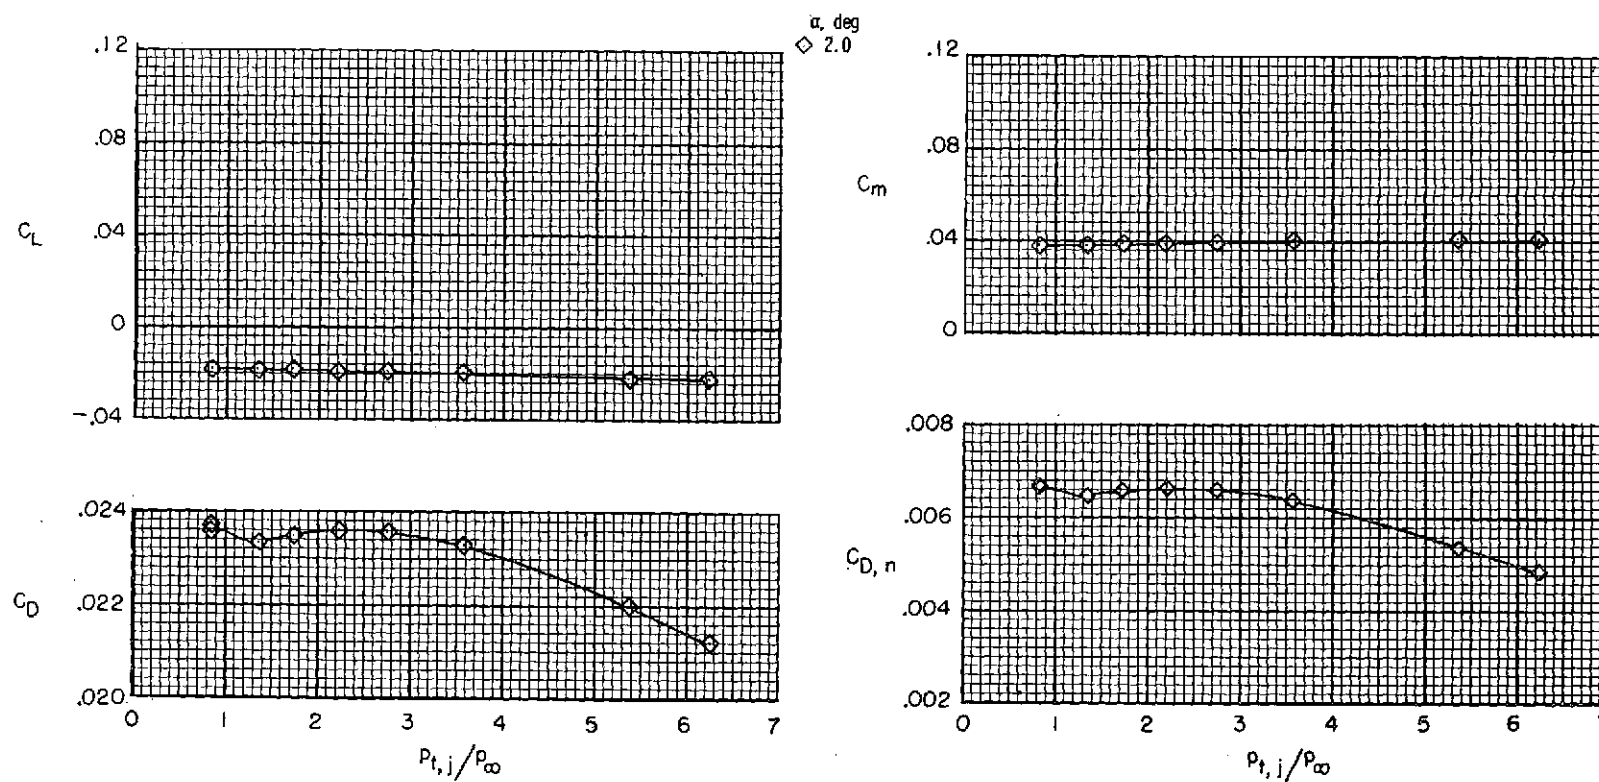 α, deg
◇ 2.0
.12
.08
C_L
.04
0
-.04
.024
C_D
.022
.020
0 1 2 3 4 5 6 7
p_t,j/p_∞
.12
.08
C_m
.04
0
.008
.006
C_D,n
.004
.002
0 1 2 3 4 5 6
p_t,j/p_∞